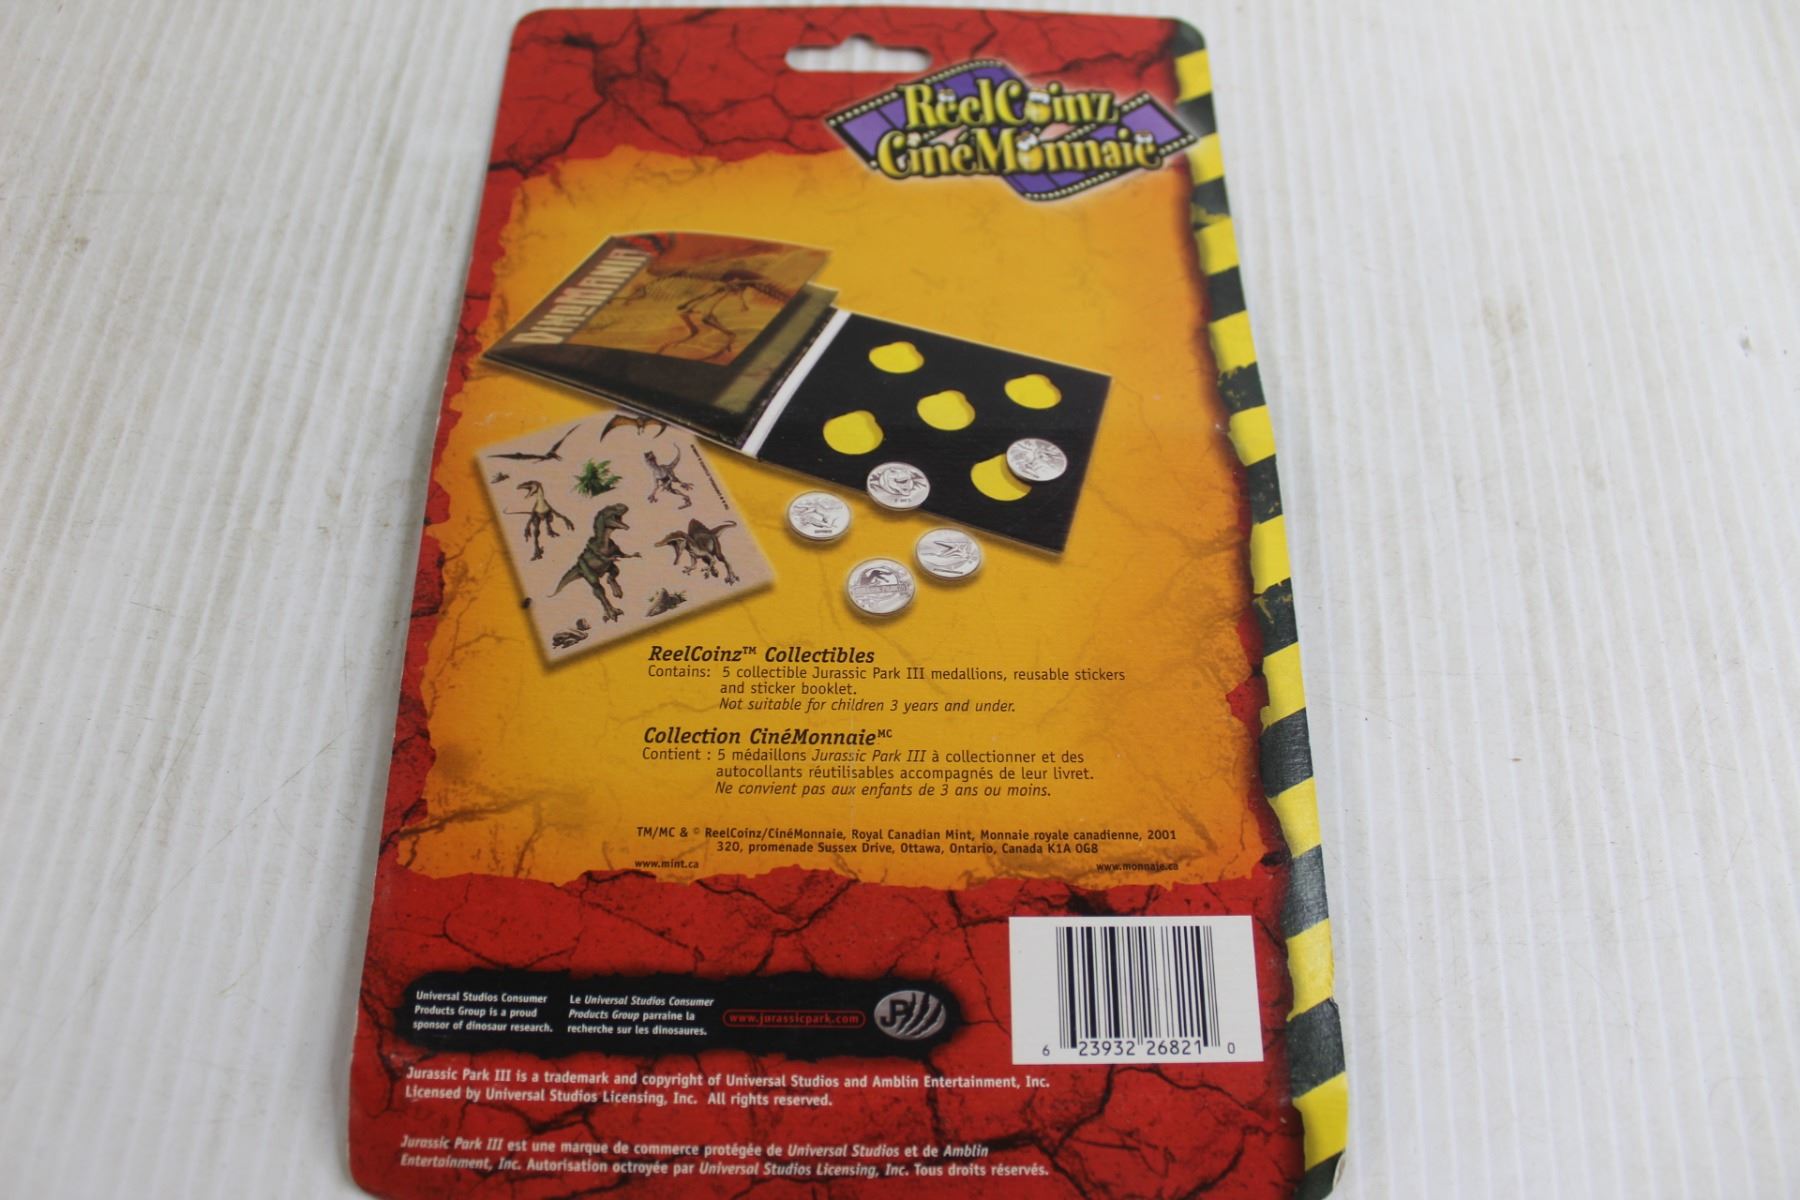 ReelCoinz
CinéMonnaie
DINOMANIA
ReelCoinz™ Collectibles
Contains: 5 collectible Jurassic Park III medallions, reusable stickers
and sticker booklet.
Not suitable for children 3 years and under.
Collection CinéMonnaieᴹᶜ
Contient : 5 médaillons Jurassic Park III à collectionner et des
autocollants réutilisables accompagnés de leur livret.
Ne convient pas aux enfants de 3 ans ou moins.
TM/MC & © ReelCoinz/CinéMonnaie, Royal Canadian Mint, Monnaie royale canadienne, 2001
320, promenade Sussex Drive, Ottawa, Ontario, Canada K1A 0G8
www.mint.ca www.monnaie.ca
Universal Studios Consumer
Products Group is a proud
sponsor of dinosaur research.
Le Universal Studios Consumer
Products Group parraine la
recherche sur les dinosaures.
www.jurassicpark.com
JP
6 23932 26821 0
Jurassic Park III is a trademark and copyright of Universal Studios and Amblin Entertainment, Inc.
Licensed by Universal Studios Licensing, Inc. All rights reserved.
Jurassic Park III est une marque de commerce protégée de Universal Studios et de Amblin
Entertainment, Inc. Autorisation octroyée par Universal Studios Licensing, Inc. Tous droits réservés.